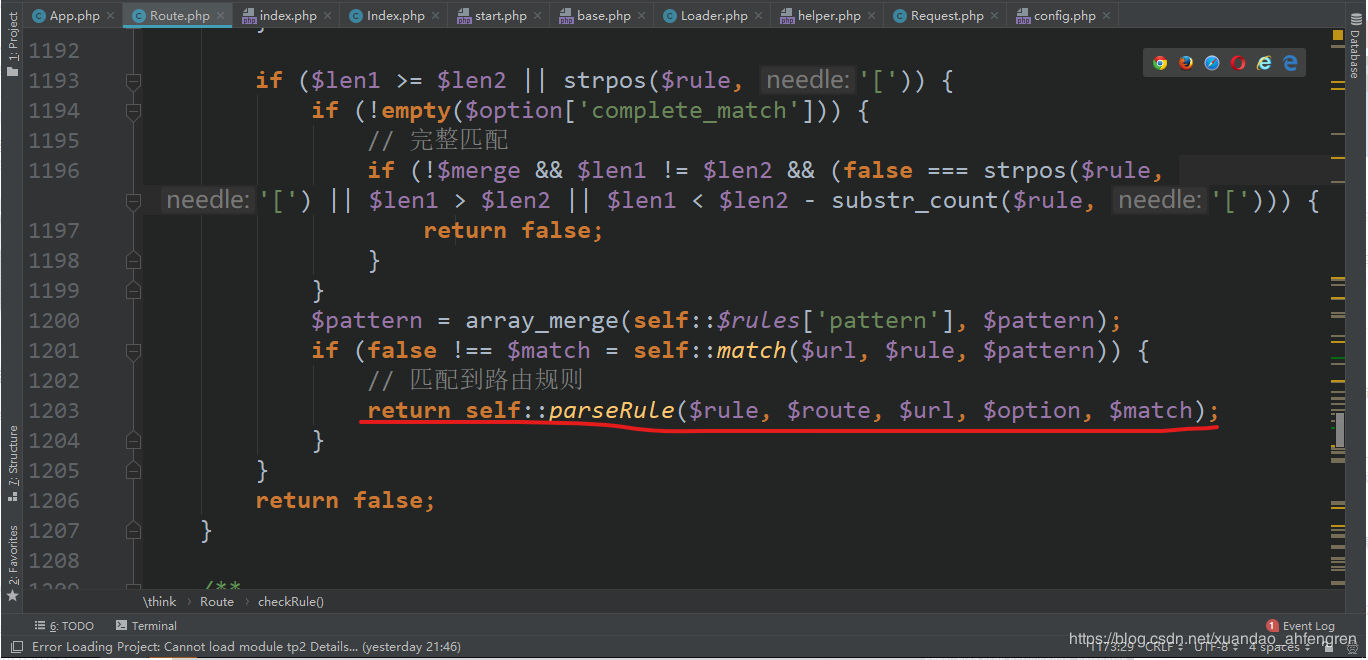 App.php Route.php index.php Index.php start.php base.php Loader.php helper.php Request.php config.php
1: Project
Database
1192
1193 if ($len1 >= $len2 || strpos($rule, needle: '[')) {
1194 if (!empty($option['complete_match'])) {
1195 // 完整匹配
1196 if (!$merge && $len1 != $len2 && (false === strpos($rule,
needle: '[') || $len1 > $len2 || $len1 < $len2 - substr_count($rule, needle: '['))) {
1197 return false;
1198 }
1199 }
1200 $pattern = array_merge(self::$rules['pattern'], $pattern);
1201 if (false !== $match = self::match($url, $rule, $pattern)) {
1202 // 匹配到路由规则
1203 return self::parseRule($rule, $route, $url, $option, $match);
1204 }
1205 }
1206 return false;
1207 }
1208
1209 /**
7: Structure
2: Favorites
\think › Route › checkRule()
6: TODO Terminal 1 Event Log
Error Loading Project: Cannot load module tp2 Details... (yesterday 21:46) 1173:29 CRLF UTF-8 4 spaces
https://blog.csdn.net/xuandao_ahfengren